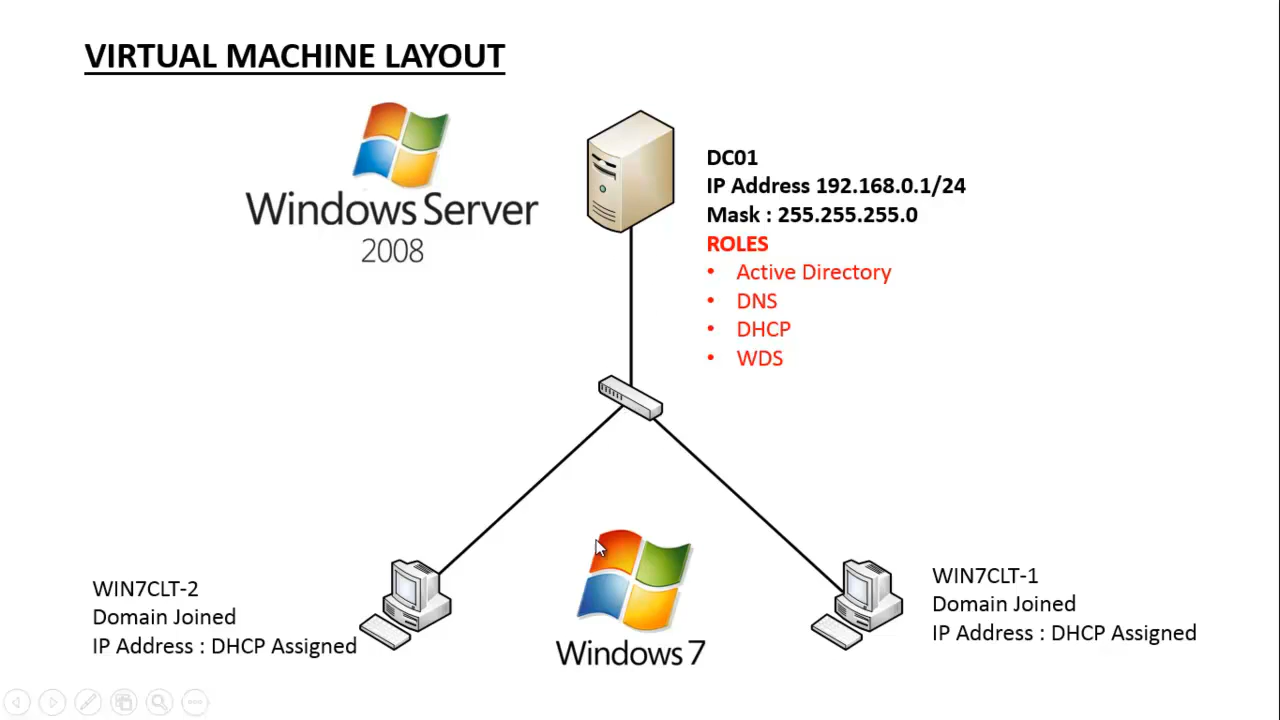 VIRTUAL MACHINE LAYOUT
Windows Server
2008
DC01
IP Address 192.168.0.1/24
Mask : 255.255.255.0
ROLES
• Active Directory
• DNS
• DHCP
• WDS
WIN7CLT-2
Domain Joined
IP Address : DHCP Assigned
Windows 7
WIN7CLT-1
Domain Joined
IP Address : DHCP Assigned